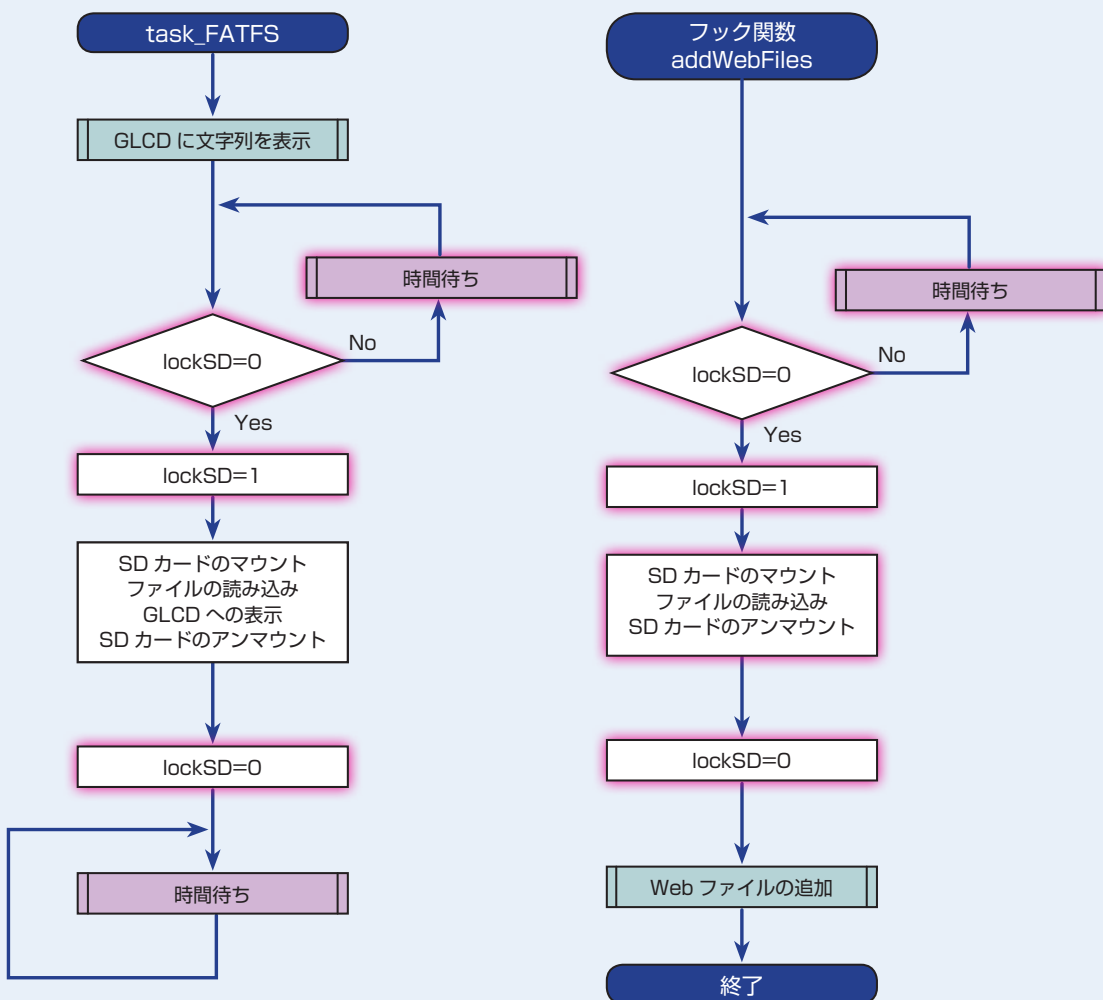 task_FATFS
GLCD に文字列を表示
時間待ち
lockSD=0
No
Yes
lockSD=1
SD カードのマウント
ファイルの読み込み
GLCD への表示
SD カードのアンマウント
lockSD=0
時間待ち
フック関数
addWebFiles
時間待ち
lockSD=0
No
Yes
lockSD=1
SD カードのマウント
ファイルの読み込み
SD カードのアンマウント
lockSD=0
Web ファイルの追加
終了